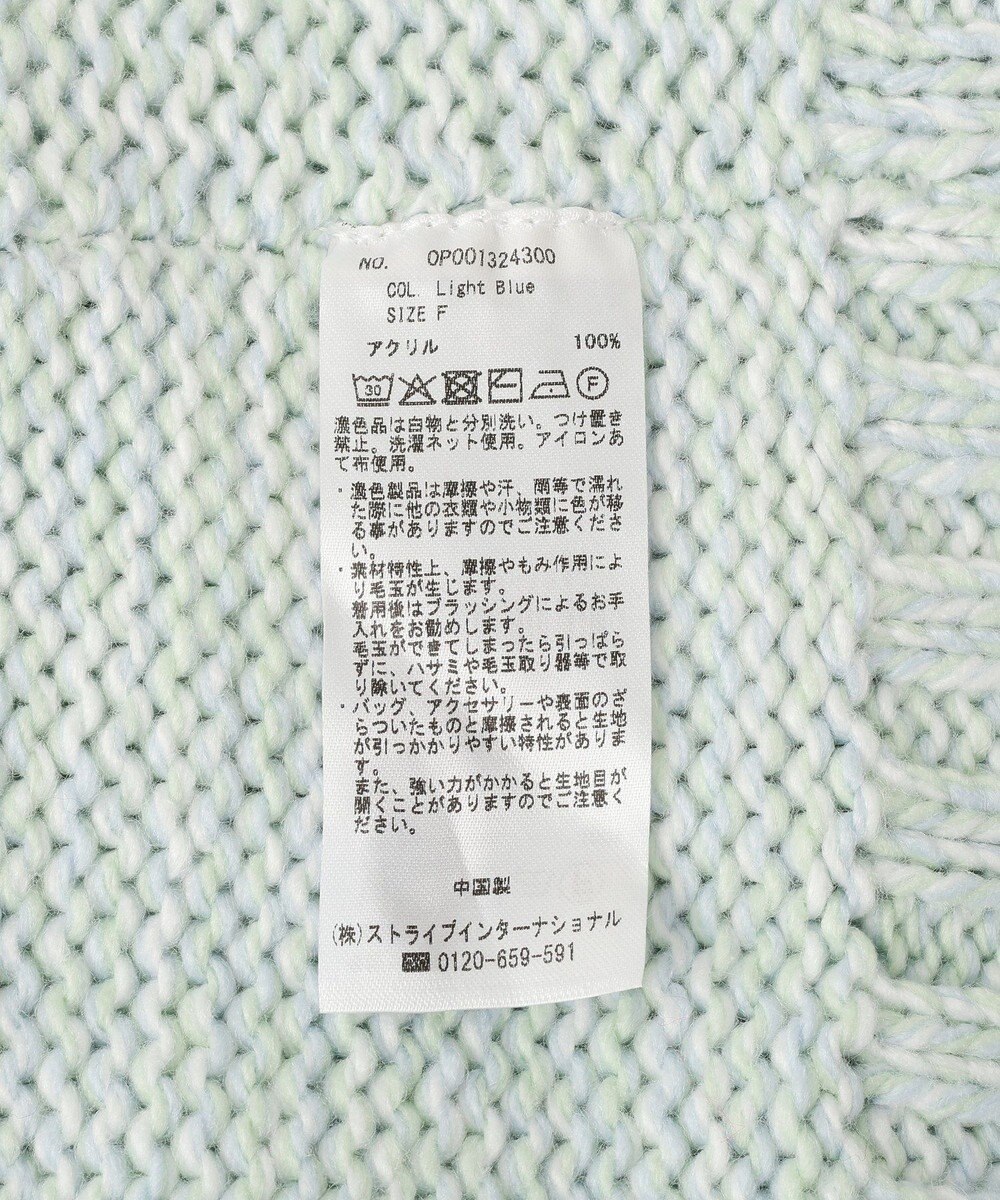 NO. OP001324300
COL. Light Blue
SIZE F
アクリル 100%
30 F
濃色品は白物と分別洗い。つけ置き
禁止。洗濯ネット使用。アイロンあ
て布使用。
・濃色製品は摩擦や汗、雨等で濡れ
た際に他の衣類や小物類に色が移
る事がありますのでご注意くださ
い。
・素材特性上、摩擦やもみ作用によ
り毛玉が生じます。
着用後はブラッシングによるお手
入れをお勧めします。
毛玉ができてしまったら引っぱら
ずに、ハサミや毛玉取り器等で取
り除いてください。
・バッグ、アクセサリーや表面のざ
らついたものと摩擦されると生地
が引っかかりやすい特性がありま
す。
また、強い力がかかると生地目が
開くことがありますのでご注意く
ださい。
中国製
(株)ストライプインターナショナル
0120-659-591